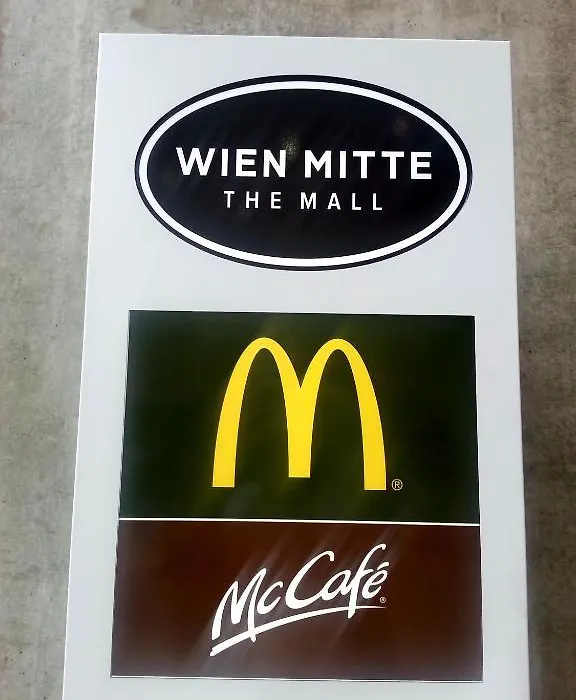 WIEN MITTE
THE MALL
M
®
McCafé
®